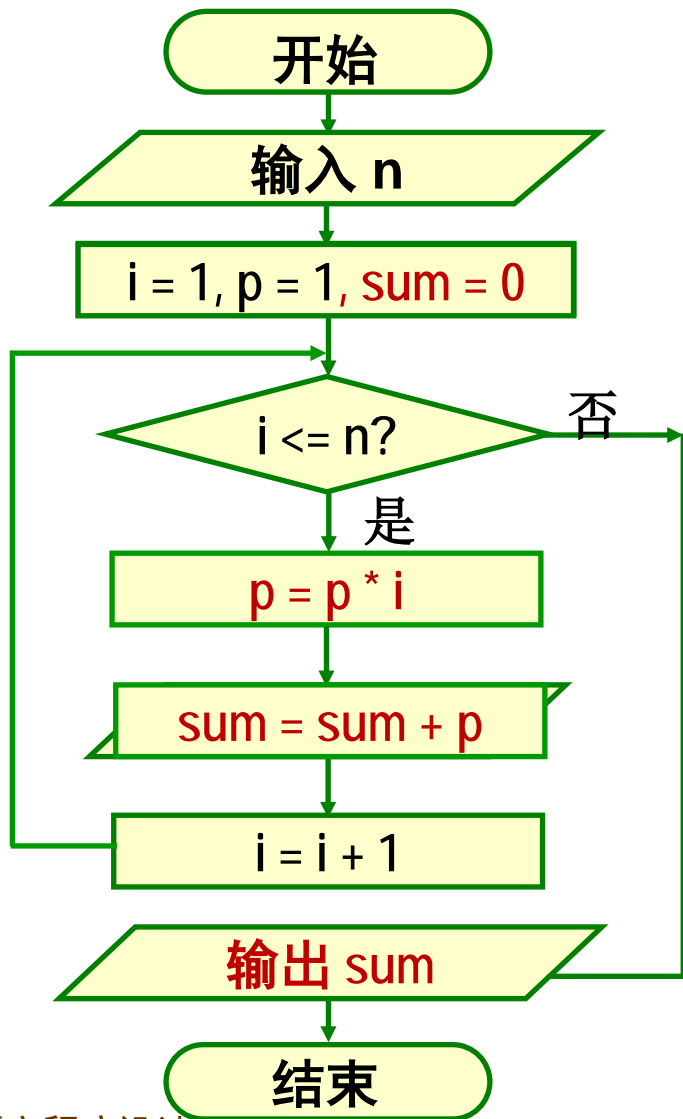 开始
输入 n
i = 1, p = 1, sum = 0
i <= n?
否
是
p = p * i
sum = sum + p
i = i + 1
输出 sum
结束